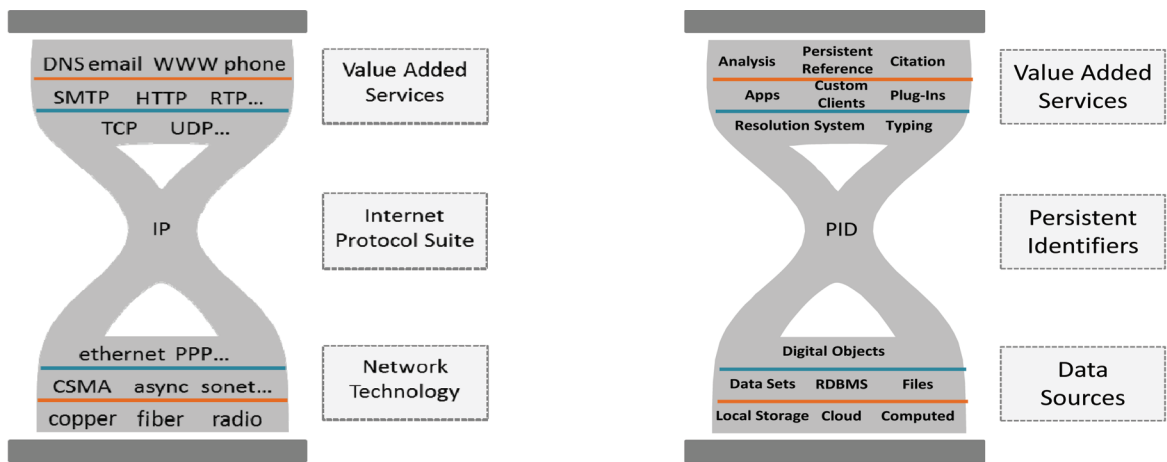 DNS email WWW phone
SMTP HTTP RTP...
TCP UDP...
IP
ethernet PPP...
CSMA async sonet...
copper fiber radio
Value Added
Services
Internet
Protocol Suite
Network
Technology
Analysis Persistent
Reference Citation
Apps Custom
Clients Plug-Ins
Resolution System Typing
PID
Digital Objects
Data Sets RDBMS Files
Local Storage Cloud Computed
Value Added
Services
Persistent
Identifiers
Data
Sources